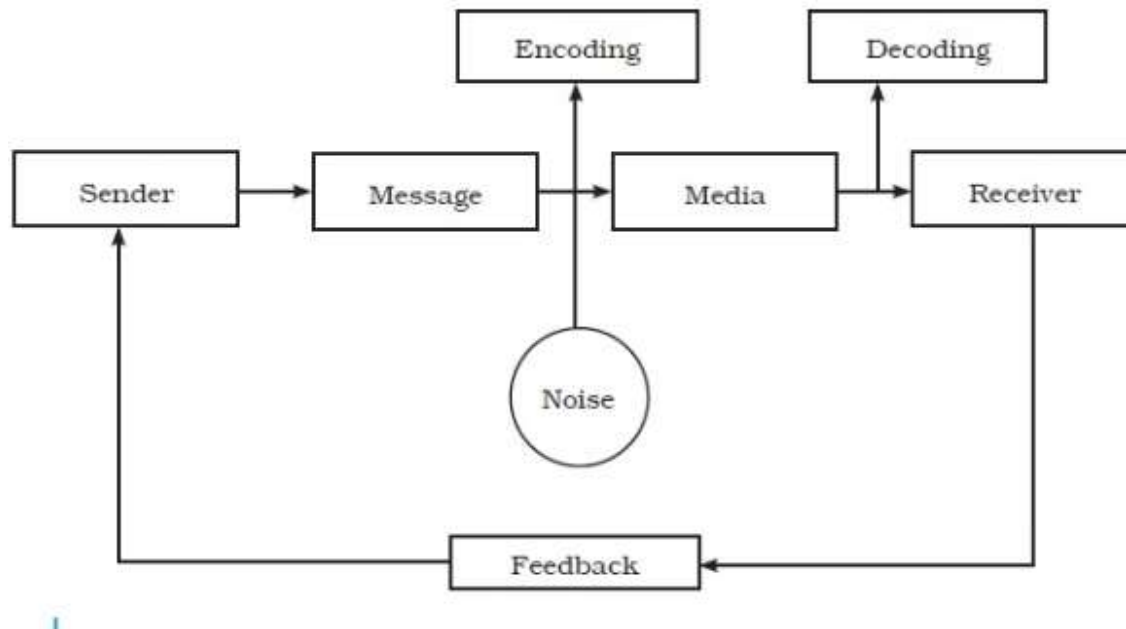 Encoding
Decoding
Sender
Message
Media
Receiver
Noise
Feedback